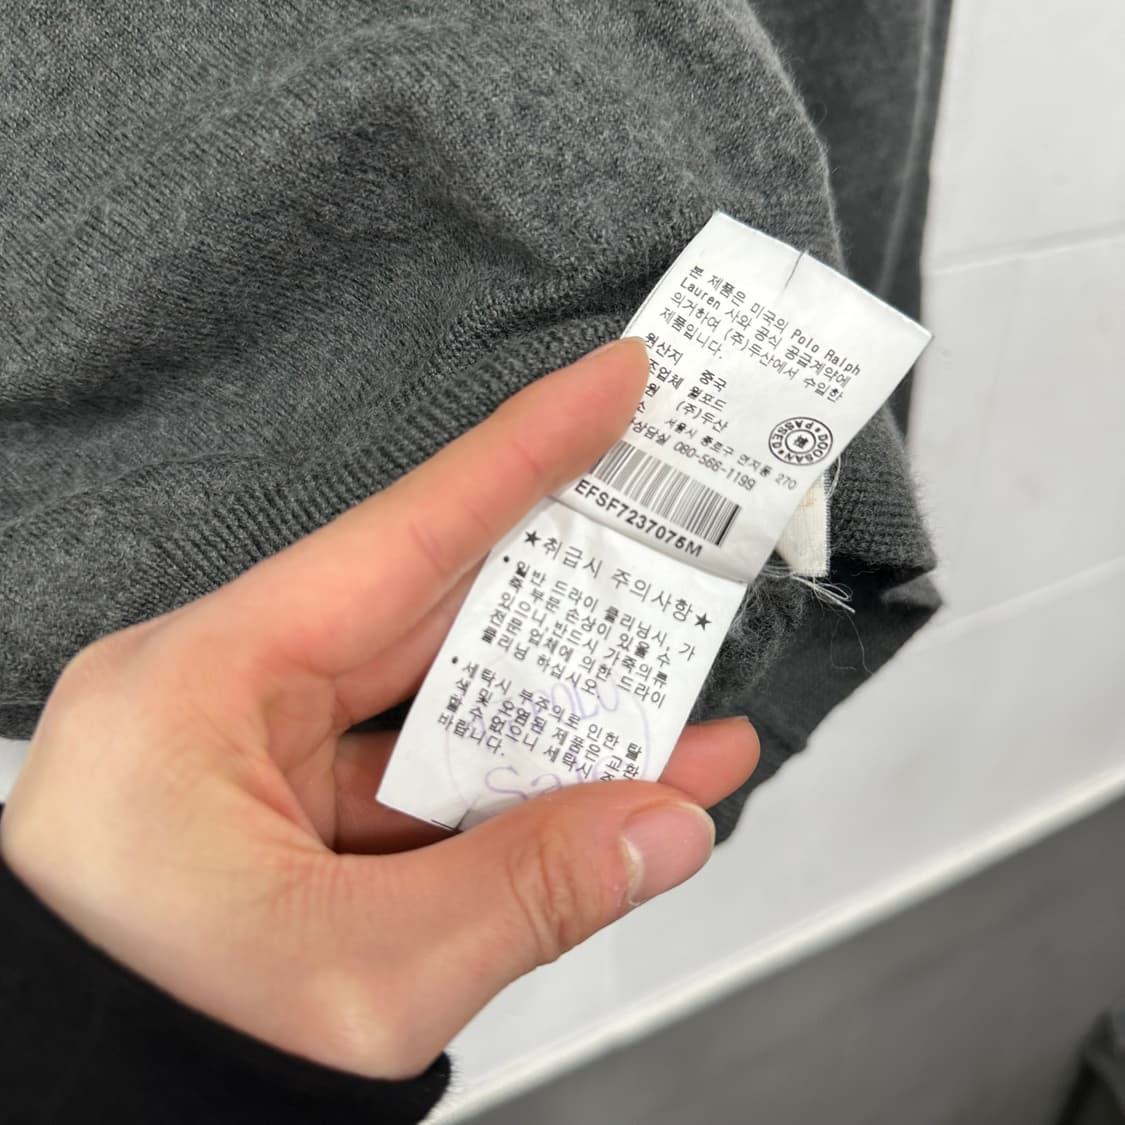 본 제품은 미국의 Polo Ralph
Lauren 사와 공식 공급계약에
의거하여 (주)두산에서 수입한
제품입니다.
원산지 중국
조업체 월포드
원 (주)두산
소 서울시 종로구 연지동 270
상담실 080-566-1199
DOOSAN PASSED
EFSF7237075M
★취급시 주의사항★
• 일반 드라이 클리닝시, 가
죽부분손상이 있을 수
있으니,반드시 가죽의류
전문업체에 의한 드라이
클리닝 하십시오.
• 세탁시 부주의로 인한 탈
색및 오염된 제품은 교환
될수 없으니 세탁시 주
바랍니다.